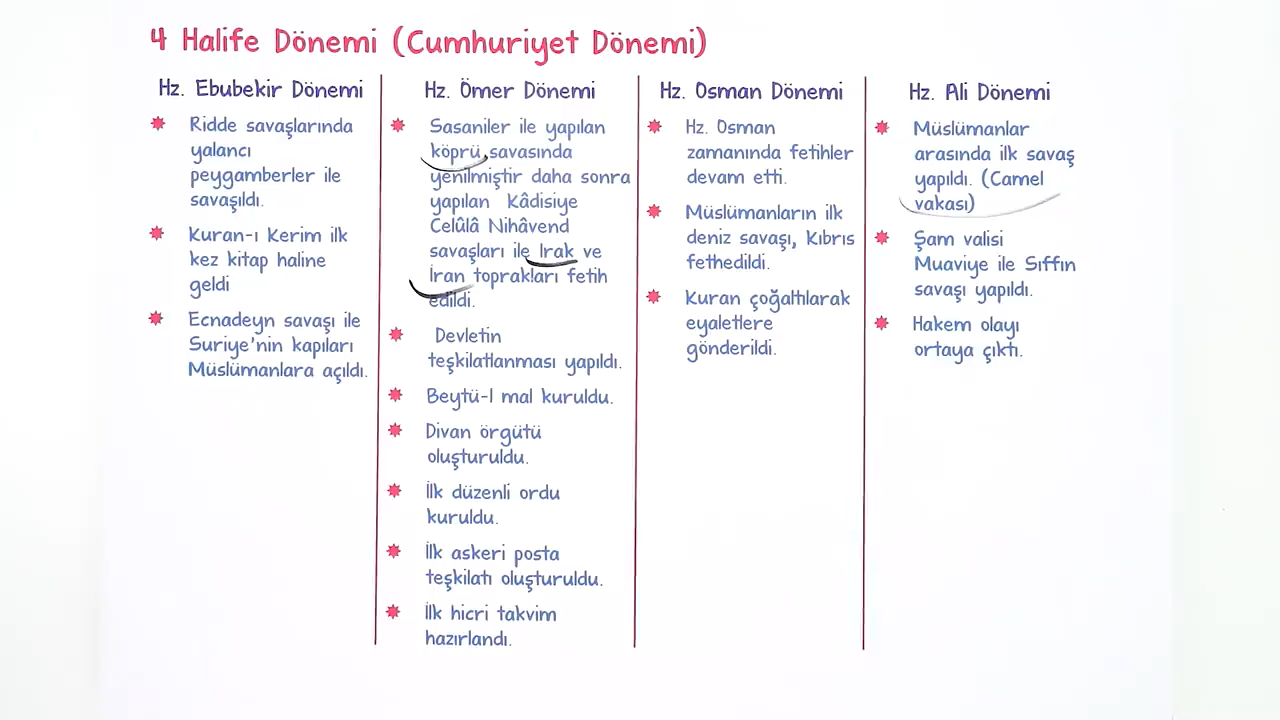 4 Halife Dönemi (Cumhuriyet Dönemi)
Hz. Ebubekir Dönemi
Ridde savaşlarında
yalancı
peygamberler ile
savaşıldı.
Kuran-ı Kerim ilk
kez kitap haline
geldi
Ecnadeyn savaşı ile
Suriye'nin kapıları
Müslümanlara açıldı.
Hz. Ömer Dönemi
Sasaniler ile yapılan
köprü savasında
yenilmiştir daha sonra
yapılan Kâdisiye
Celûlâ Nihâvend
savaşları ile Irak ve
İran toprakları fetih
edildi.
Devletin
teşkilatlanması yapıldı.
Beytü-l mal kuruldu.
Divan örgütü
oluşturuldu.
İlk düzenli ordu
kuruldu.
İlk askeri posta
teşkilatı oluşturuldu.
İlk hicri takvim
hazırlandı.
Hz. Osman Dönemi
Hz. Osman
zamanında fetihler
devam etti.
Müslümanların ilk
deniz savaşı, Kıbrıs
fethedildi.
Kuran çoğaltılarak
eyaletlere
gönderildi.
Hz. Ali Dönemi
Müslümanlar
arasında ilk savaş
yapıldı. (Camel
vakası)
Şam valisi
Muaviye ile Sıffın
savaşı yapıldı.
Hakem olayı
ortaya çıktı.